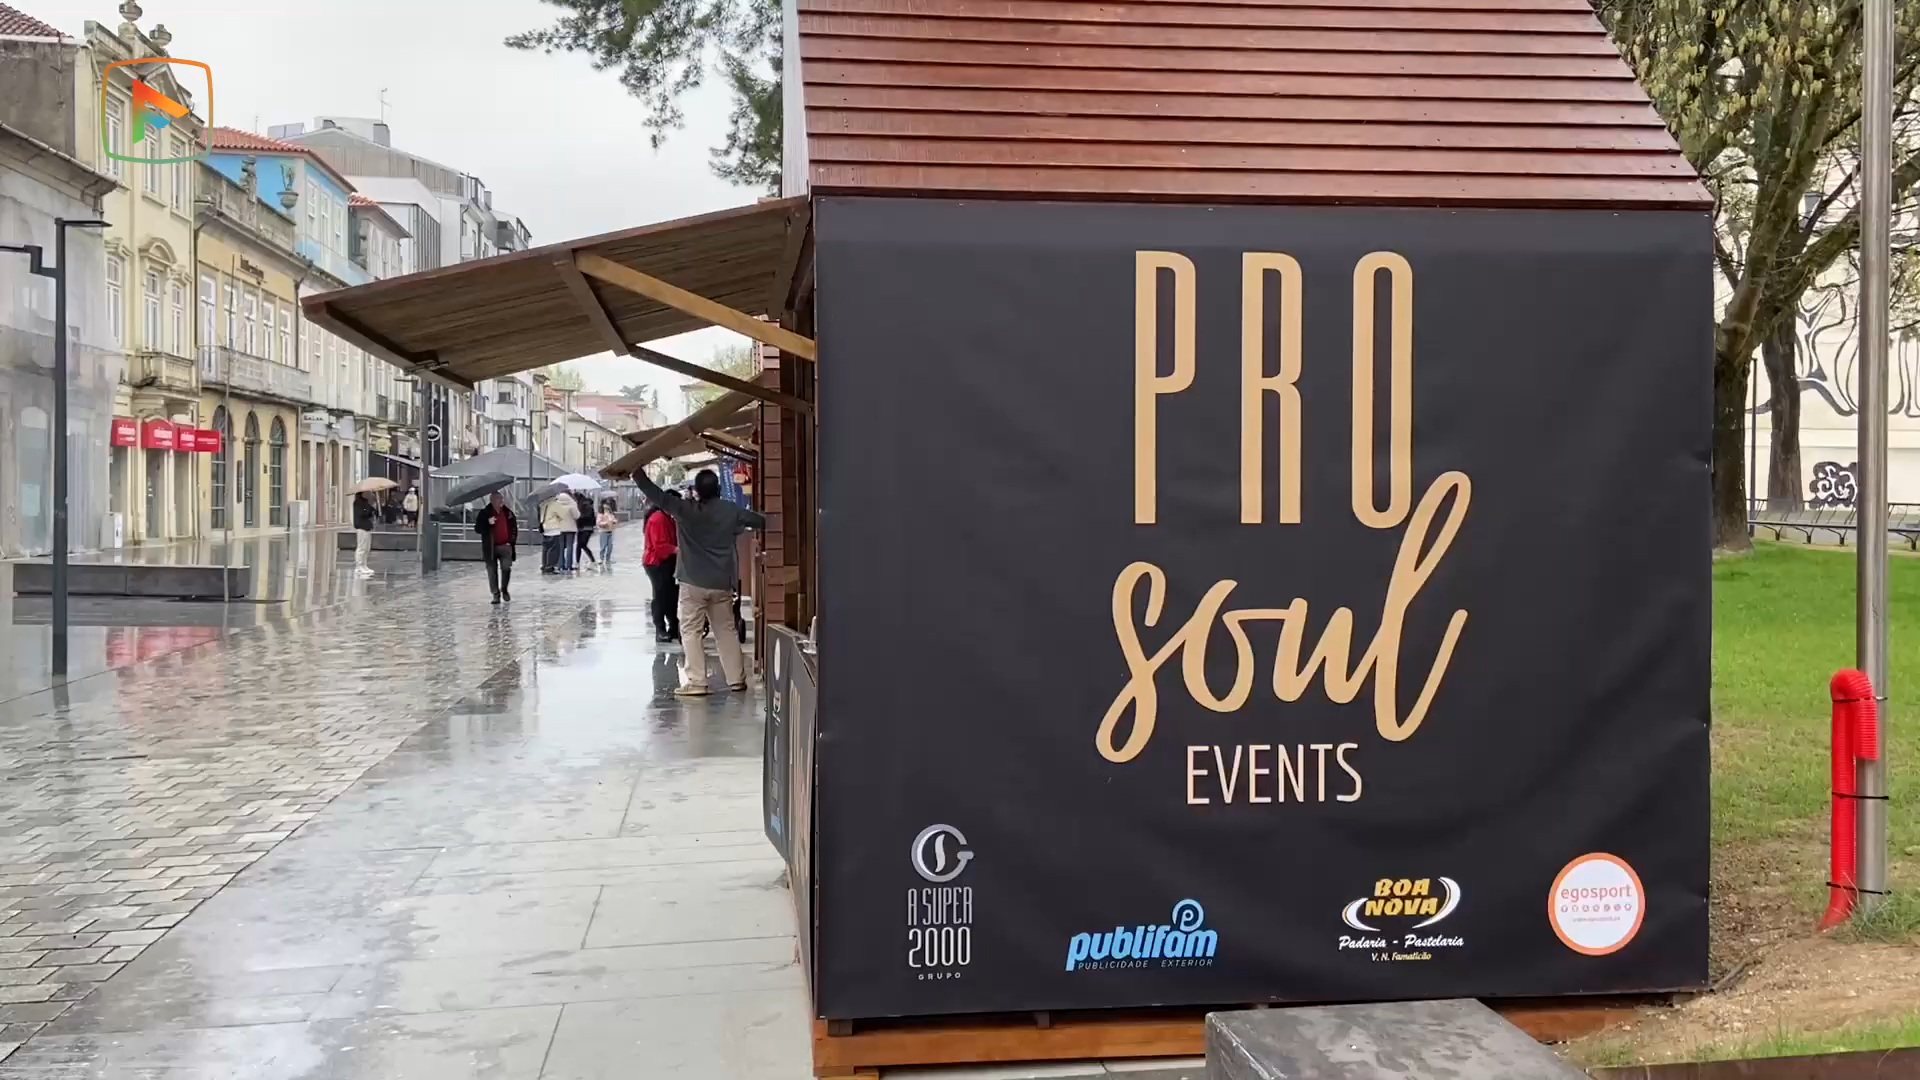 PRO
soul
EVENTS
A SUPER
2000
GRUPO
publifam
PUBLICIDADE EXTERIOR
BOA
NOVA
Padaria - Pastelaria
V. N. Famalicão
egosport